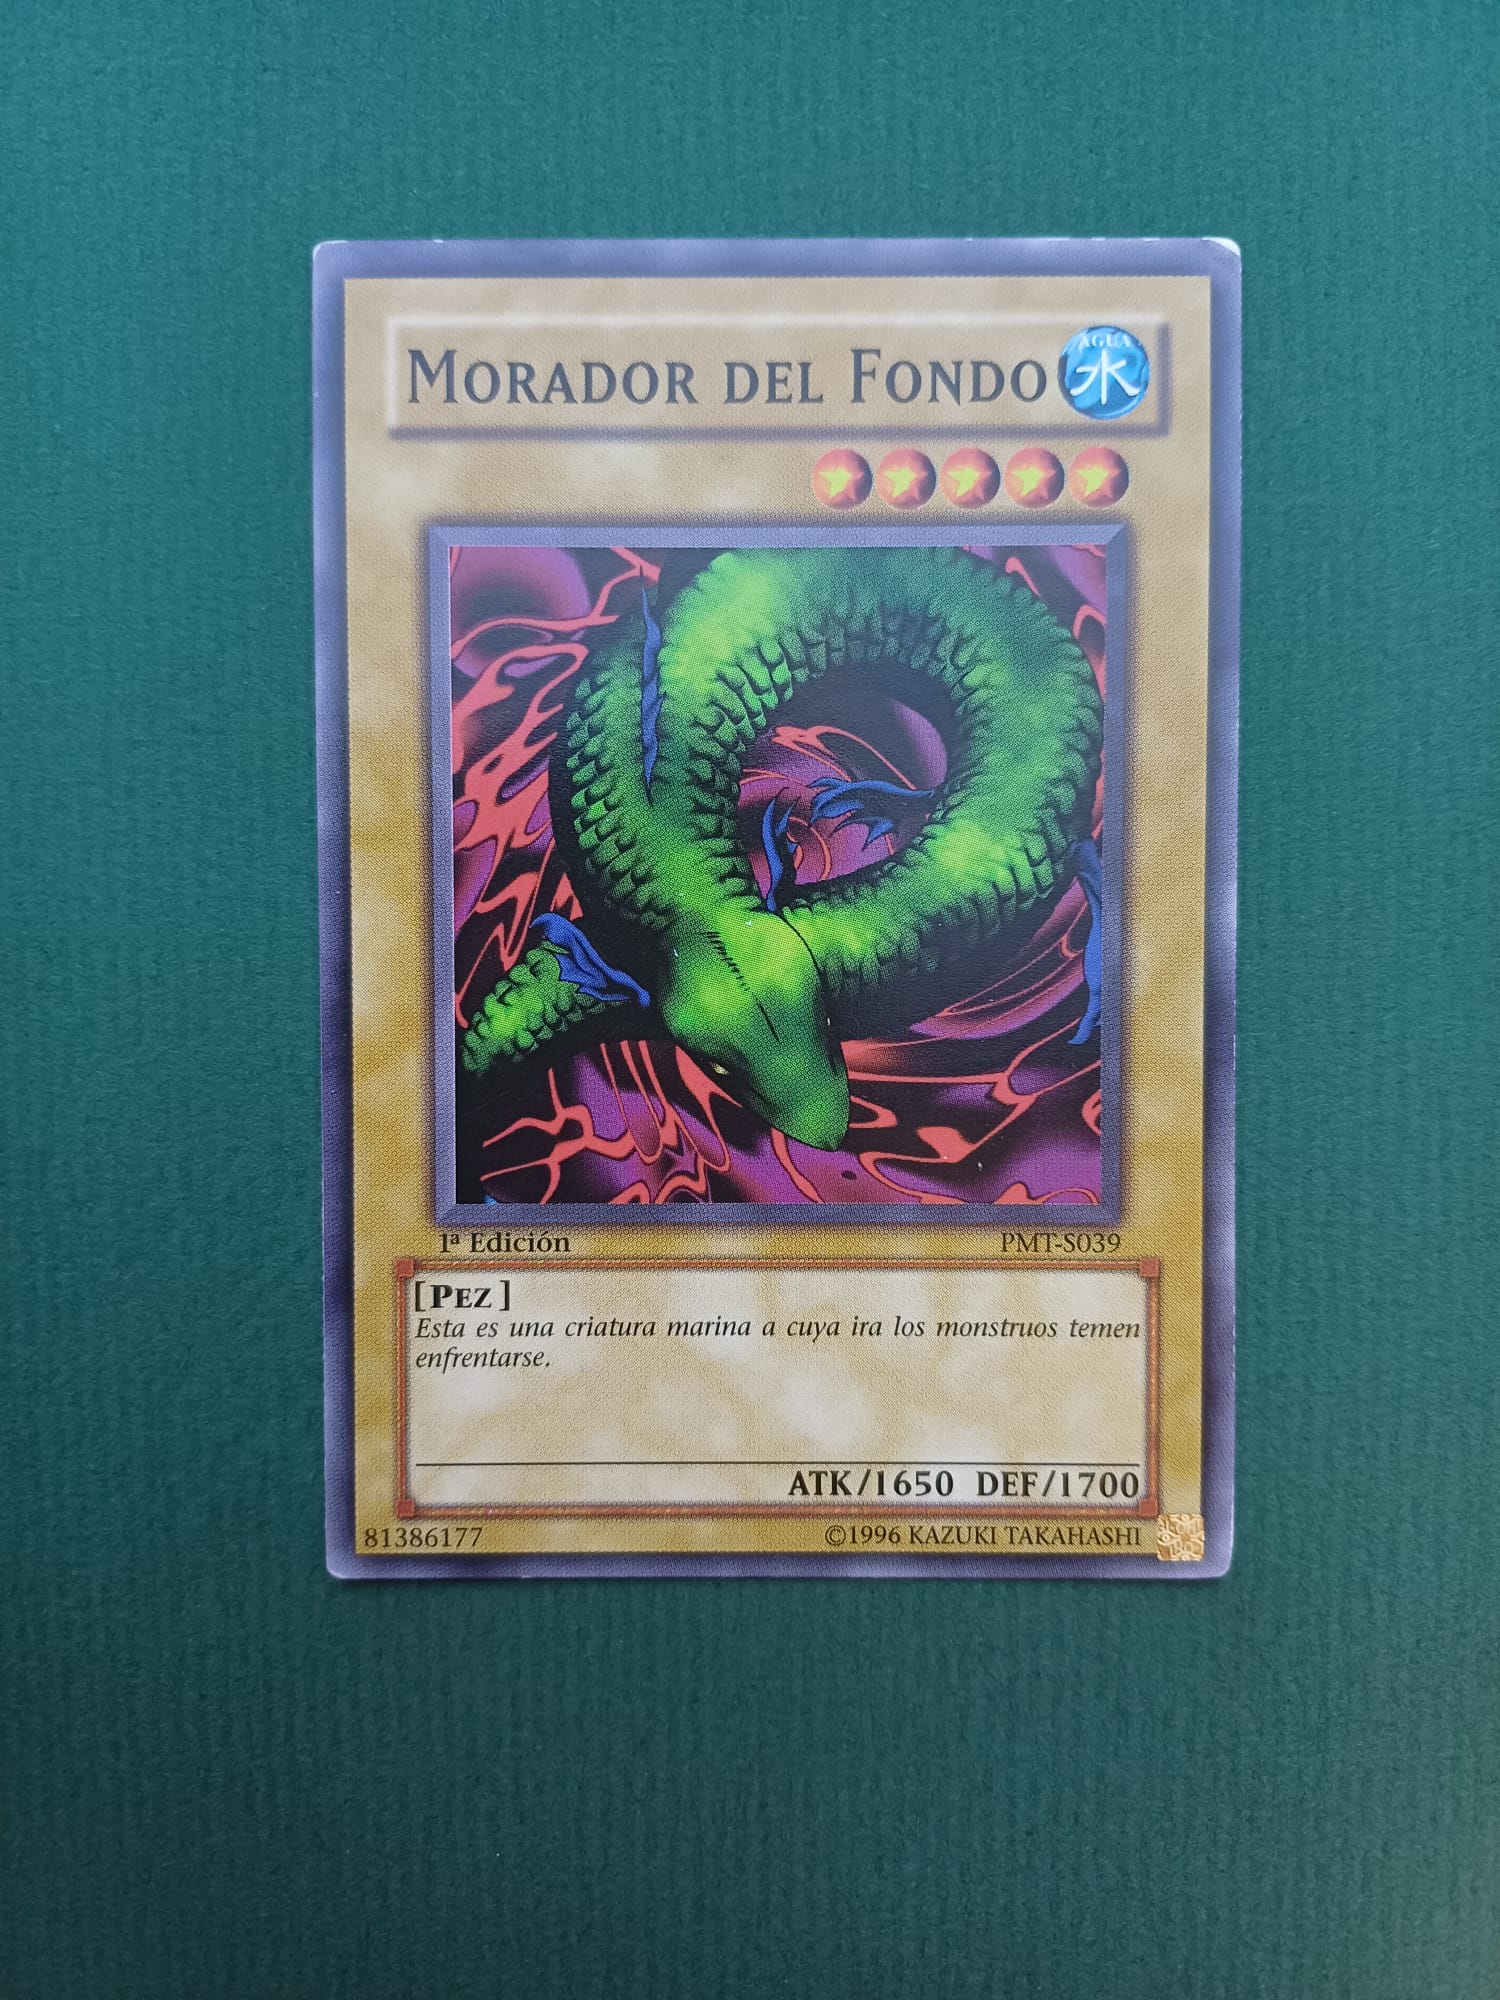 MORADOR DEL FONDO
AGUA
水
1ª Edición
PMT-S039
[PEZ]
Esta es una criatura marina a cuya ira los monstruos temen
enfrentarse.
ATK/1650 DEF/1700
81386177
©1996 KAZUKI TAKAHASHI